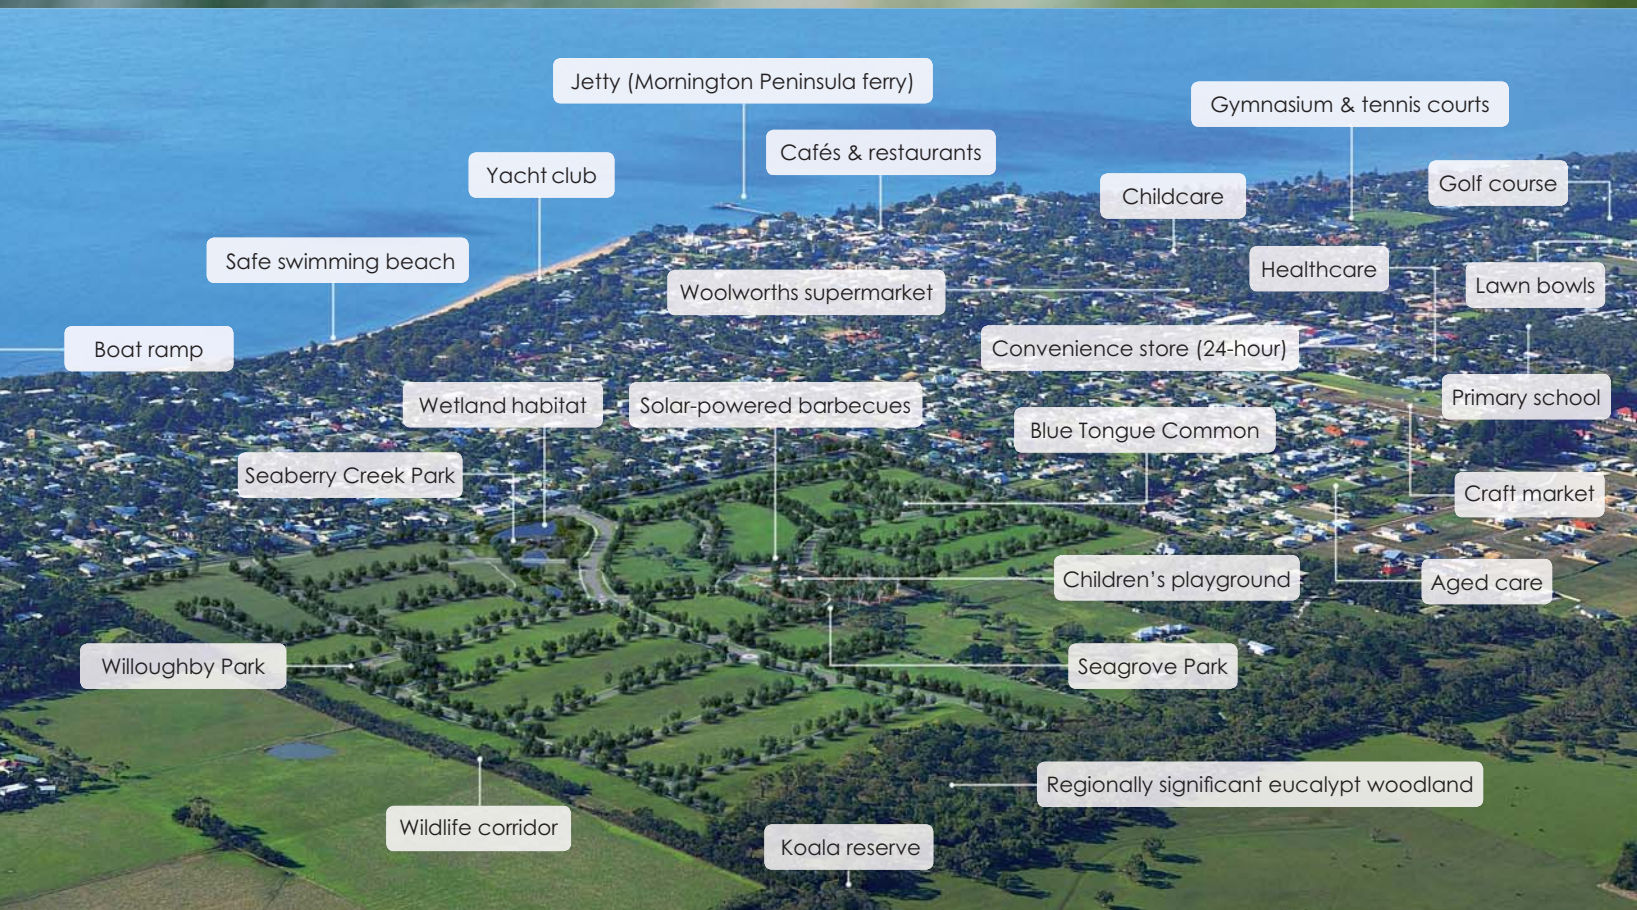 Jetty (Mornington Peninsula ferry)
Gymnasium & tennis courts
Cafés & restaurants
Yacht club
Golf course
Childcare
Safe swimming beach
Healthcare
Lawn bowls
Woolworths supermarket
Boat ramp
Convenience store (24-hour)
Primary school
Wetland habitat
Solar-powered barbecues
Blue Tongue Common
Seaberry Creek Park
Craft market
Children’s playground
Aged care
Willoughby Park
Seagrove Park
Regionally significant eucalypt woodland
Wildlife corridor
Koala reserve